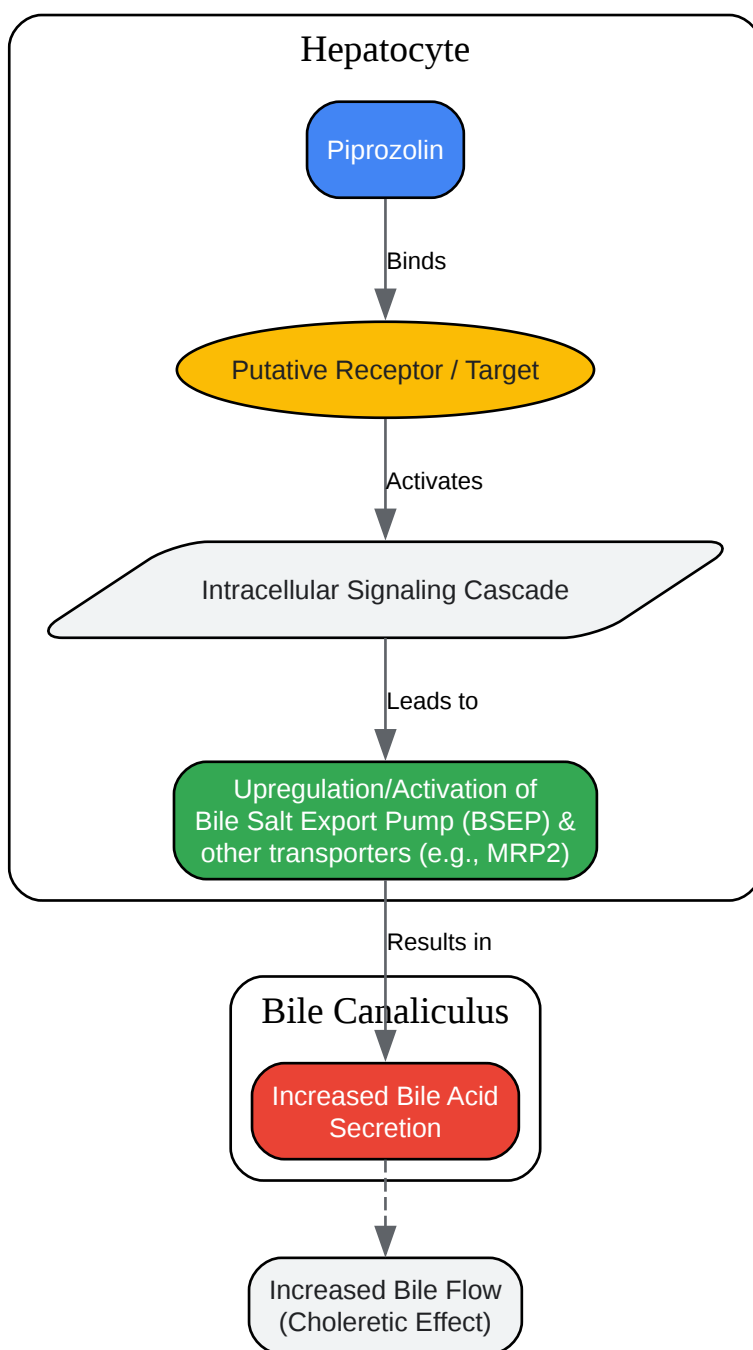 Hepatocyte
Piprozolin
Binds
Putative Receptor / Target
Activates
Intracellular Signaling Cascade
Leads to
Upregulation/Activation of
Bile Salt Export Pump (BSEP) &
other transporters (e.g., MRP2)
Results in
Bile Canaliculus
Increased Bile Acid
Secretion
Increased Bile Flow
(Choleretic Effect)